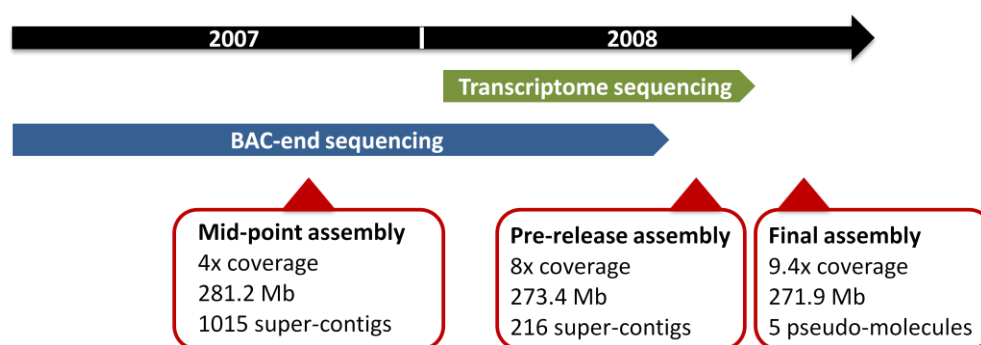 2007
2008
Transcriptome sequencing
BAC-end sequencing
Mid-point assembly
4x coverage
281.2 Mb
1015 super-contigs
Pre-release assembly
8x coverage
273.4 Mb
216 super-contigs
Final assembly
9.4x coverage
271.9 Mb
5 pseudo-molecules